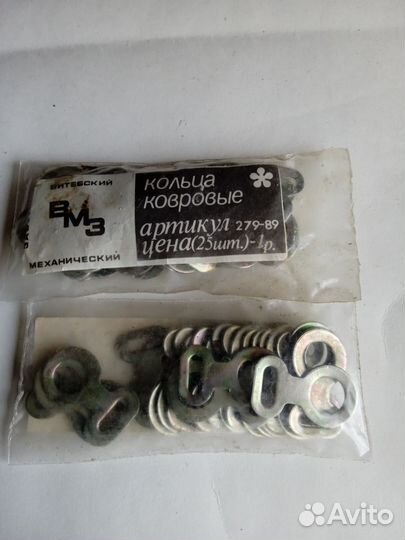 ВИТЕБСКИЙ
ВМЗ
МЕХАНИЧЕСКИЙ
кольца
ковровые
артикул 279-89
цена(25шт.)-1р.
Avito